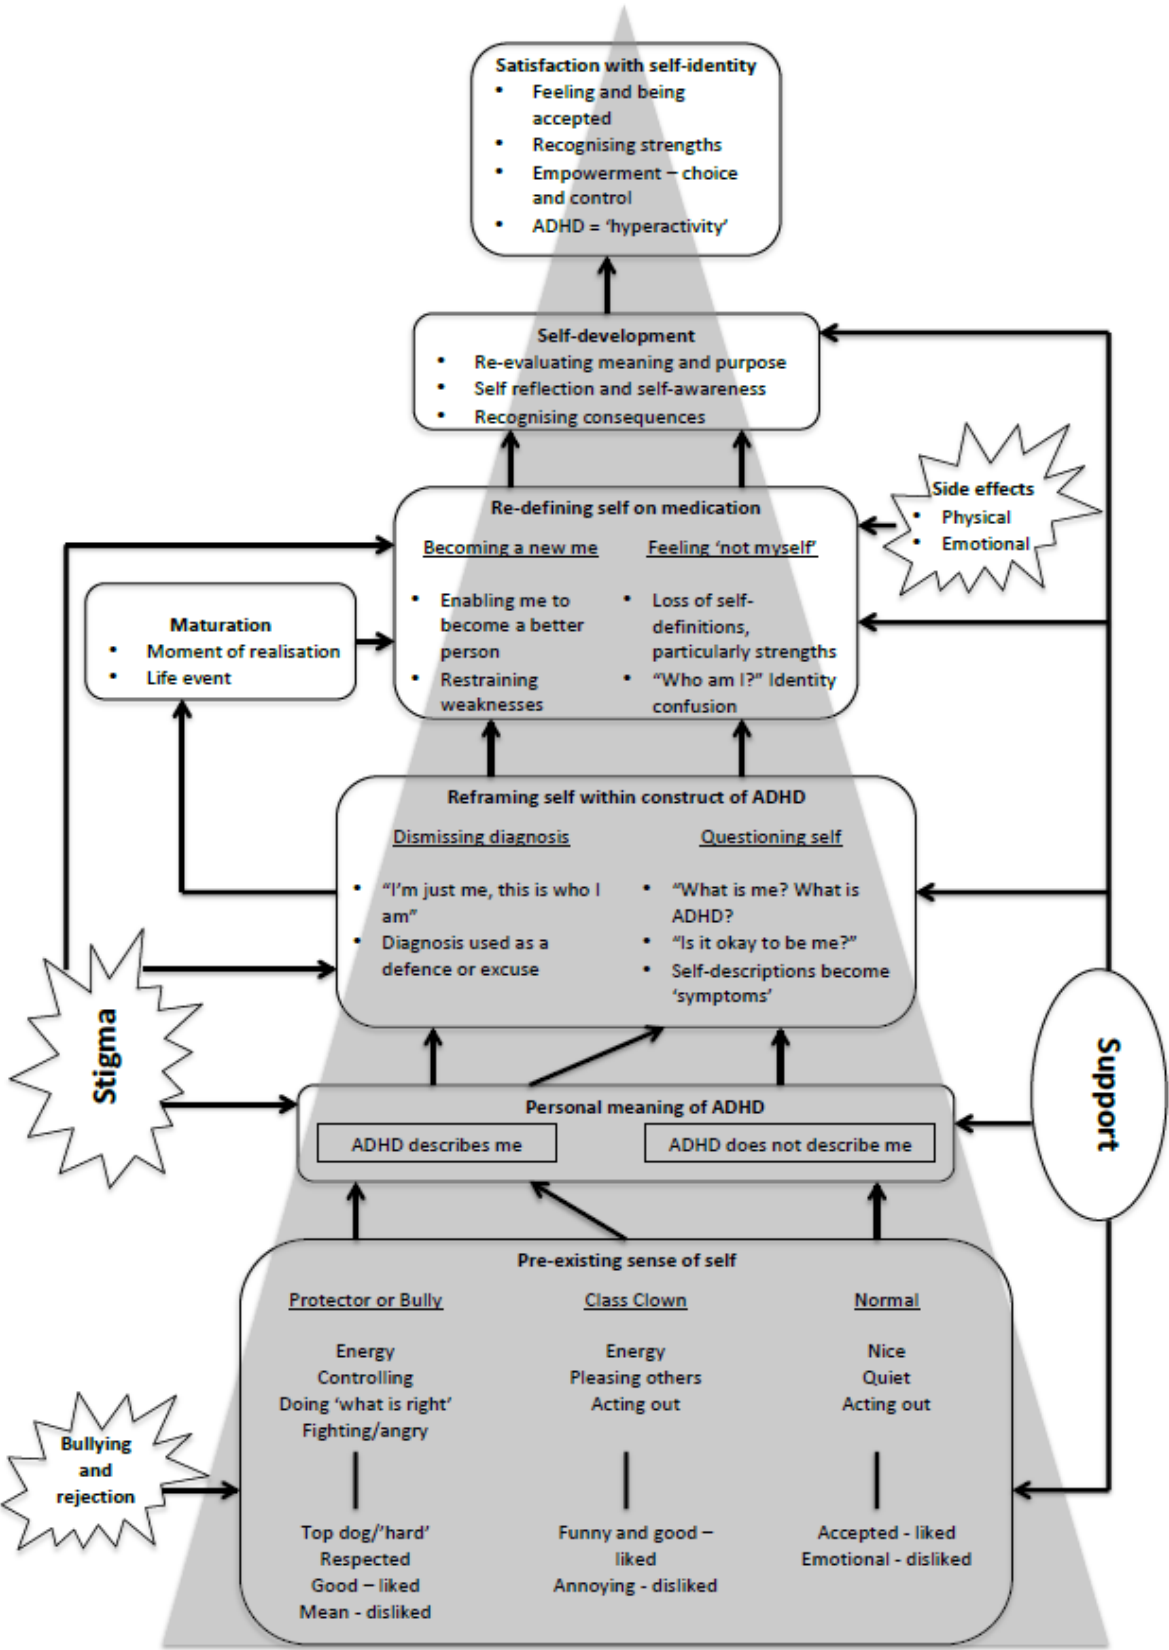 Satisfaction with self-identity
• Feeling and being
accepted
• Recognising strengths
• Empowerment – choice
and control
• ADHD = ‘hyperactivity’
Self-development
• Re-evaluating meaning and purpose
• Self reflection and self-awareness
• Recognising consequences
Side effects
• Physical
• Emotional
Re-defining self on medication
Becoming a new me
• Enabling me to
become a better
person
• Restraining
weaknesses
Feeling ‘not myself’
• Loss of self-
definitions,
particularly strengths
• “Who am I?” Identity
confusion
Maturation
• Moment of realisation
• Life event
Reframing self within construct of ADHD
Dismissing diagnosis
• “I’m just me, this is who I
am”
• Diagnosis used as a
defence or excuse
Questioning self
• “What is me? What is
ADHD?
• “Is it okay to be me?”
• Self-descriptions become
‘symptoms’
Stigma
Support
Personal meaning of ADHD
ADHD describes me
ADHD does not describe me
Pre-existing sense of self
Protector or Bully
Energy
Controlling
Doing ‘what is right’
Fighting/angry
Top dog/’hard’
Respected
Good – liked
Mean - disliked
Class Clown
Energy
Pleasing others
Acting out
Funny and good –
liked
Annoying - disliked
Normal
Nice
Quiet
Acting out
Accepted - liked
Emotional - disliked
Bullying
and
rejection